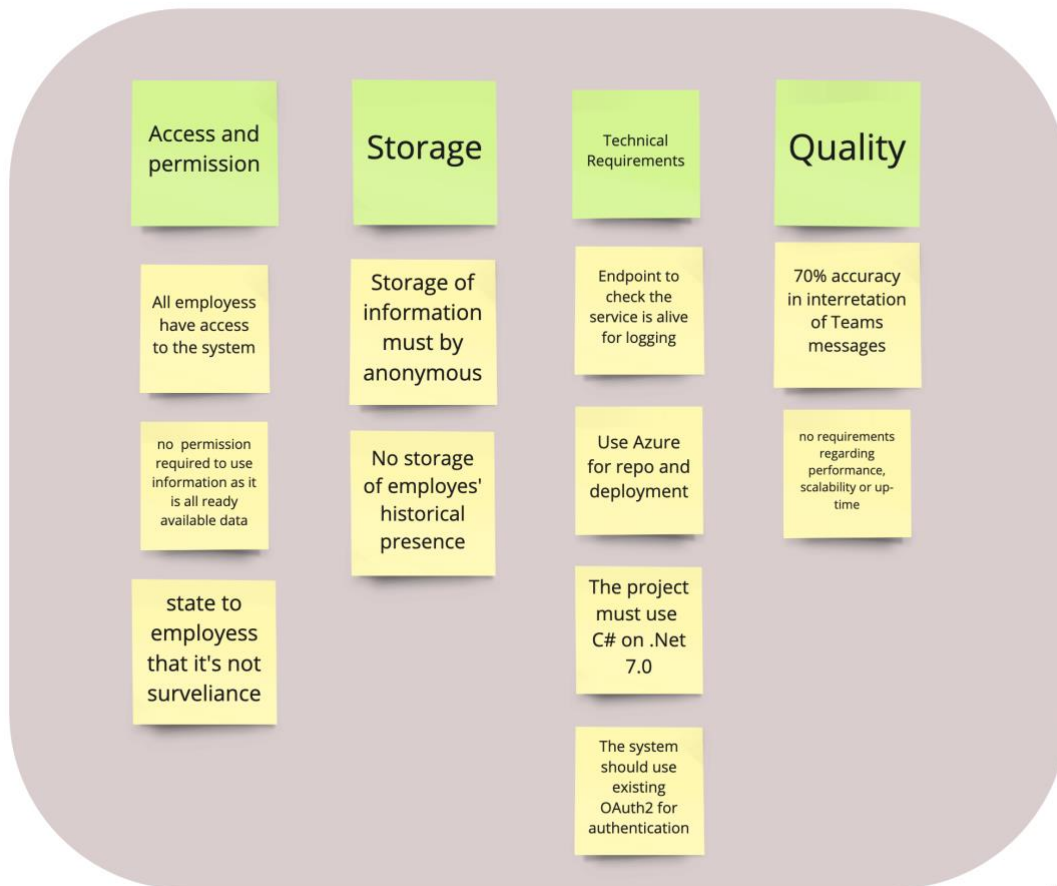 Access and
permission
All employess
have access
to the system
no permission
required to use
information as it
is all ready
available data
state to
employess
that it's not
surveliance
Storage
Storage of
information
must by
anonymous
No storage
of employes'
historical
presence
Technical
Requirements
Endpoint to
check the
service is alive
for logging
Use Azure
for repo and
deployment
The project
must use
C# on .Net
7.0
The system
should use
existing
OAuth2 for
authentication
Quality
70% accuracy
in interretation
of Teams
messages
no requirements
regarding
performance,
scalability or up-
time